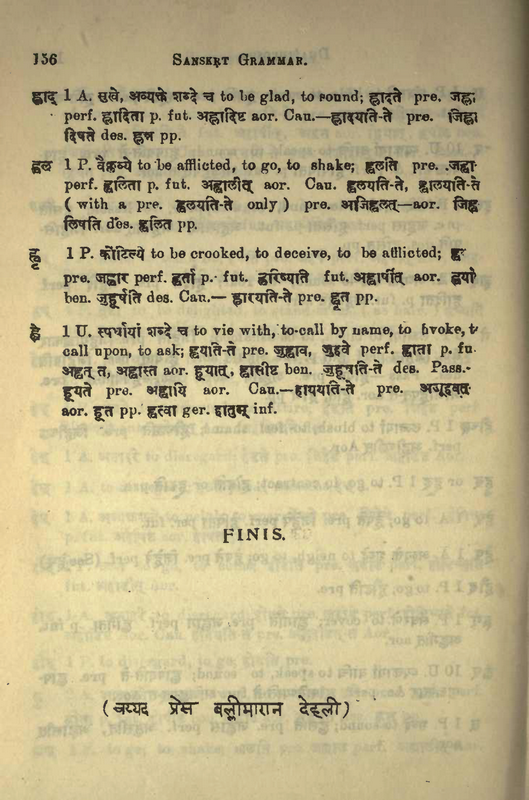 156 SANSKRT GRAMMAR.
ह्लाद् 1 A. सुखे, अव्यक्ते शब्दे च to be glad, to sound; ह्लादते pre. जह्ला
perf. ह्लादिता p. fut. अह्लादिष्ट aor. Cau.—ह्लादयति-ते pre. जिह्ला
दिषते des. ह्लन्न pp.
ह्वल 1 P. वैक्लव्ये to be afflicted, to go, to shake; ह्वलति pre. जह्वा
perf. ह्वलिता p. fut. अह्वालीत् aor. Cau. ह्वलयति-ते, ह्वालयति-ते
( with a pre. ह्वलयति-ते only ) pre. अजिह्वलत्—aor. जिह्व
लिषति des. ह्वलित pp.
ह्वृ 1 P. कौटिल्ये to be crooked, to deceive, to be afflicted; ह्व
pre. जह्वार perf. ह्वर्ता p. fut. ह्वरिष्याति fut. अह्वार्षीत् aor. ह्वर्या
ben. जुह्वूर्षति des. Cau.— ह्वारयति-ते pre. ह्वृत pp.
ह्वे 1 U. स्पर्धायां शब्दे च to vie with, to call by name, to invoke, t
call upon, to ask; ह्वयाति-ते pre. जुहाव, जुहुवे perf. ह्वाता p. fu.
अह्वत् त, अह्वास्त aor. हूयात्, ह्वासीष्ट ben. जुहूषति-ते des. Pass.-
हूयते pre. अह्वायि aor. Cau.—ह्वाययति-ते pre. अजूहवत्
aor. हूत pp. हूत्वा ger. ह्वातुम् inf.
FINIS.
( जय्यद प्रेस बल्लीमारान देहली )